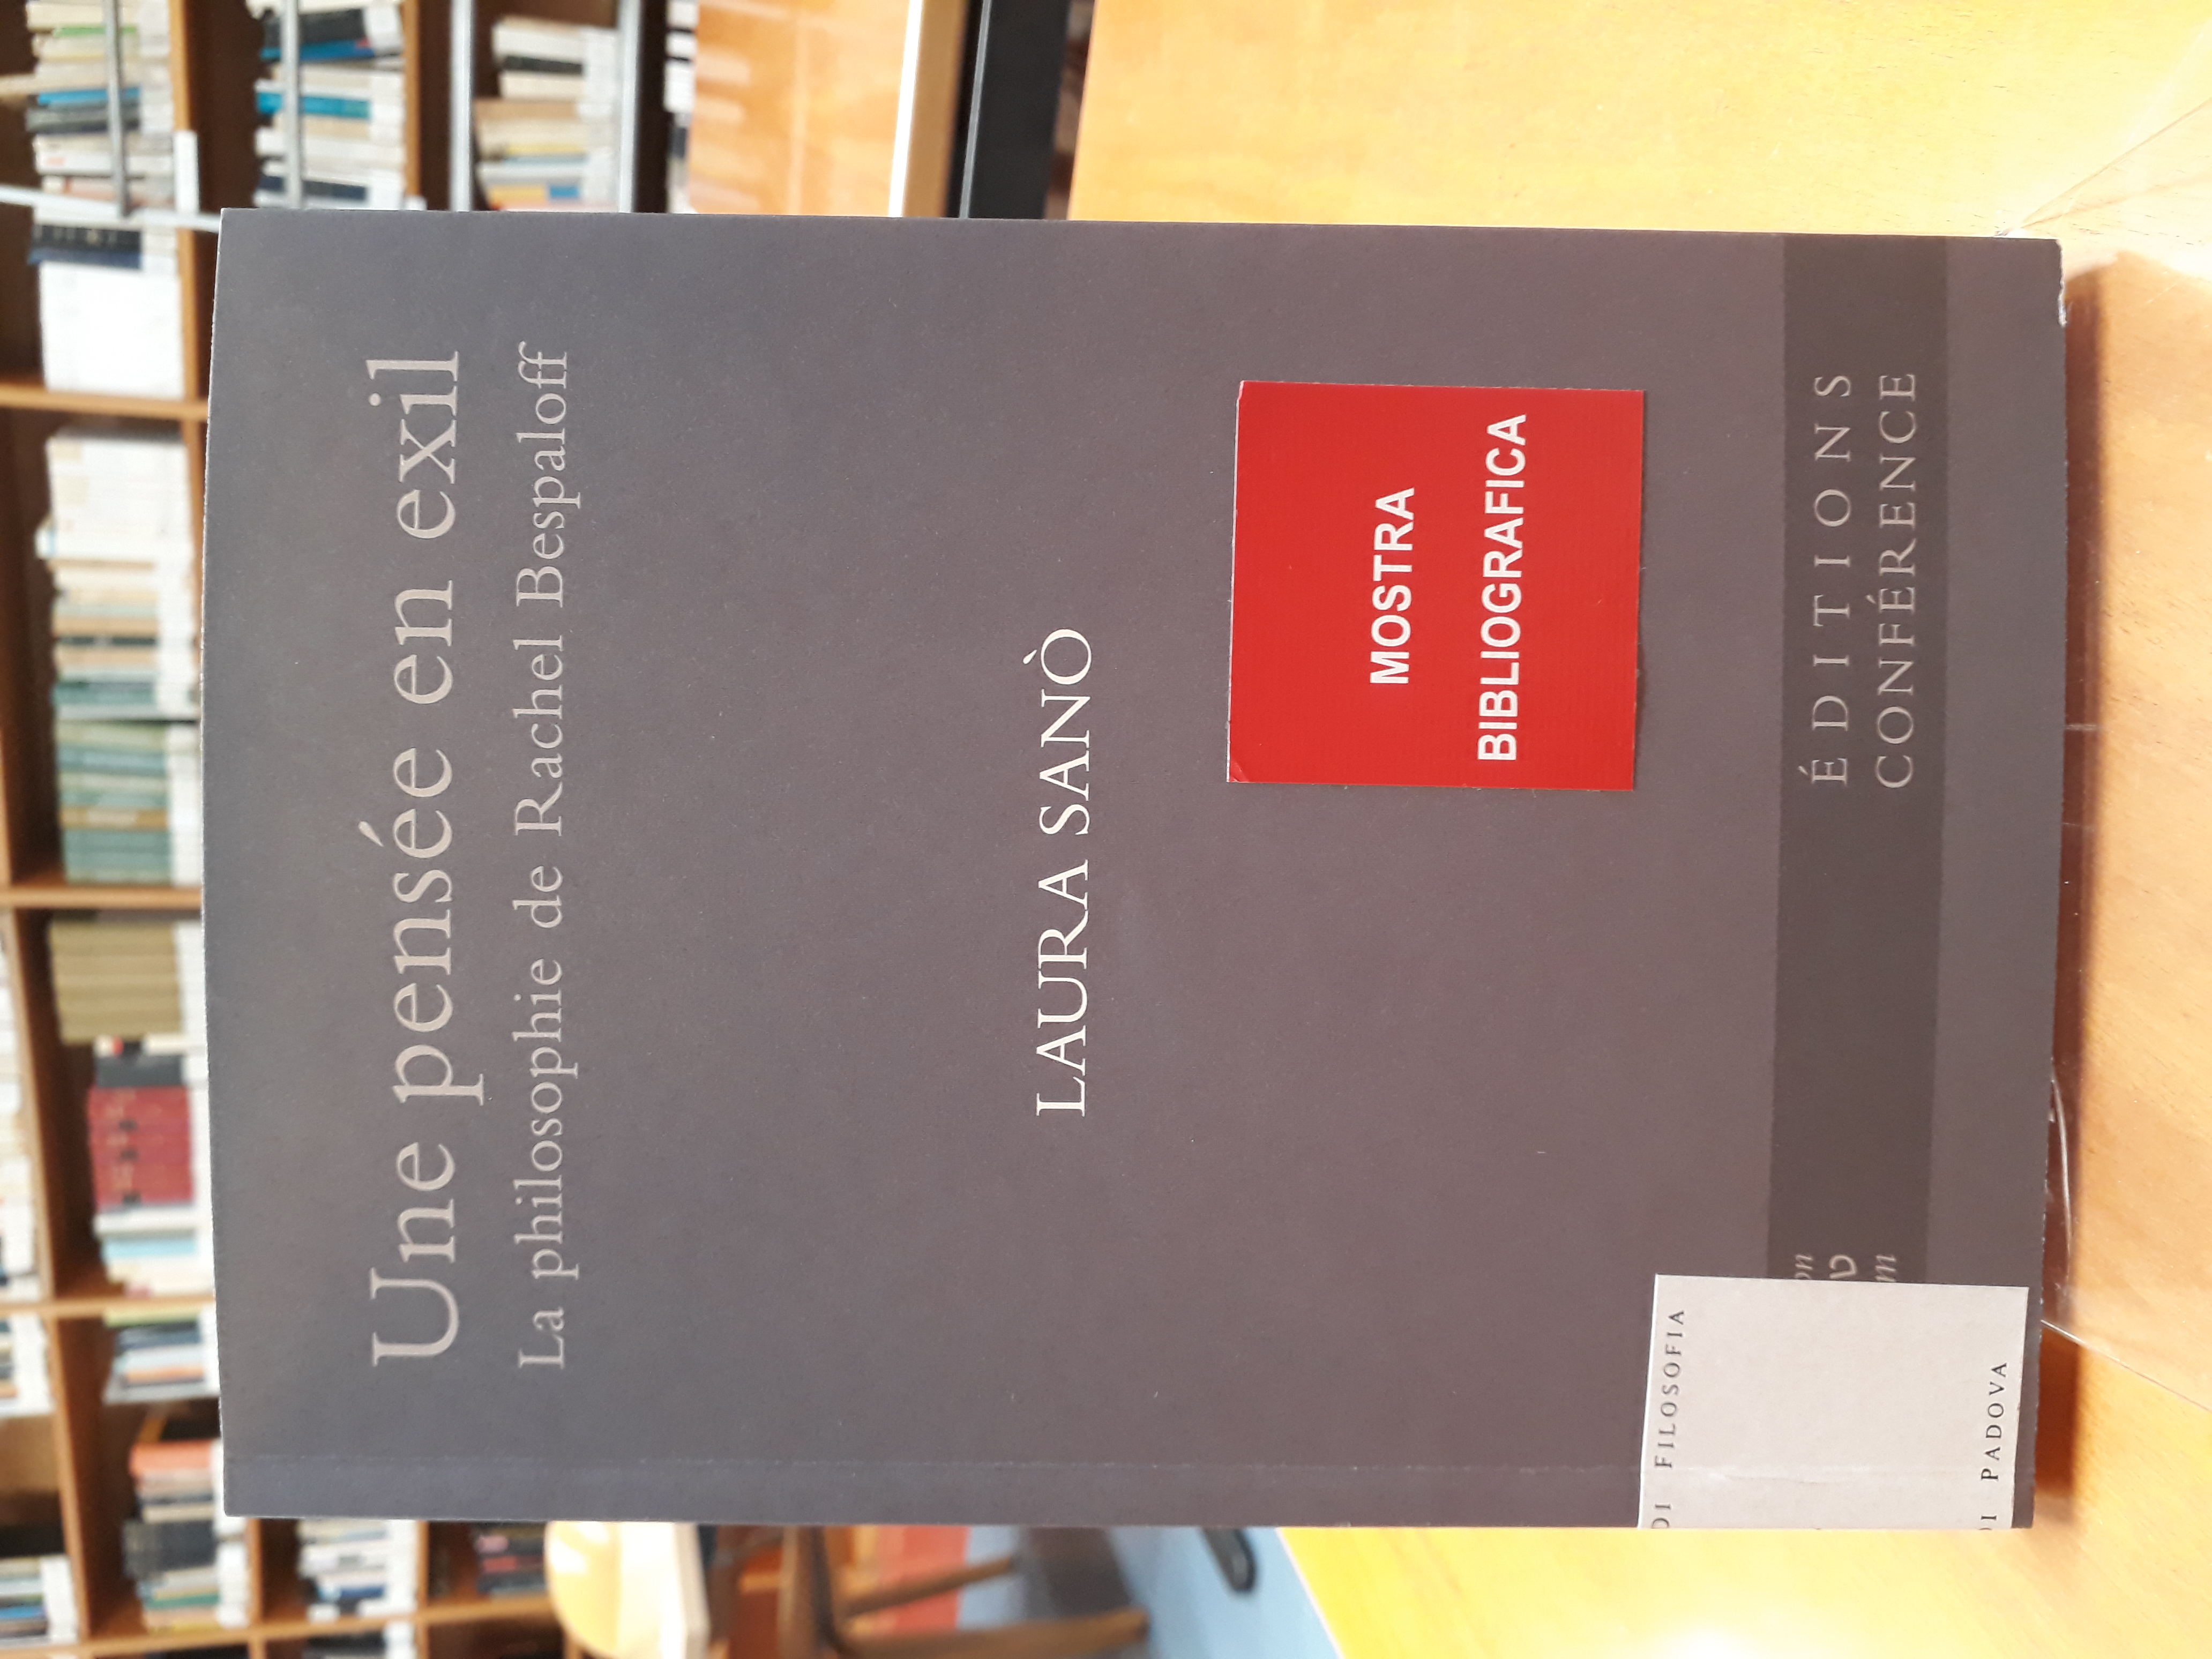 Une pensée en exil
La philosophie de Rachel Bespaloff
LAURA SANÒ
MOSTRA
BIBLIOGRAFICA
ÉDITIONS
CONFÉRENCE
DI FILOSOFIA
DI PADOVA